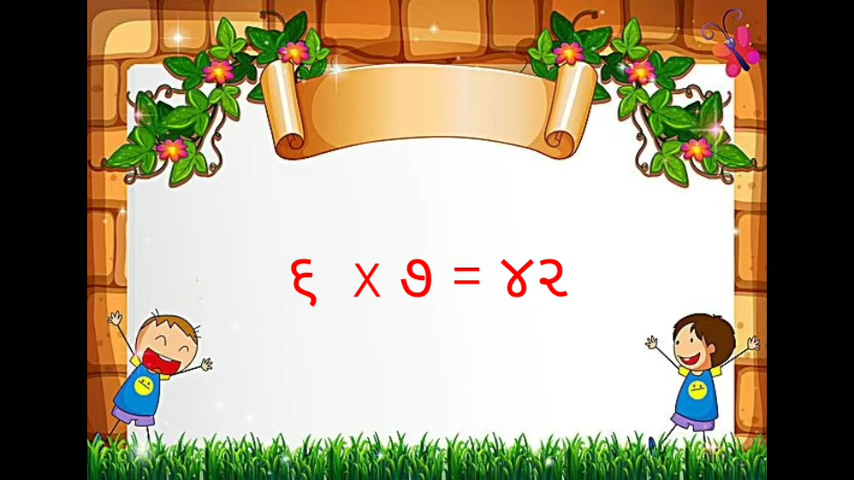 ૬ x ૭ = ૪૨